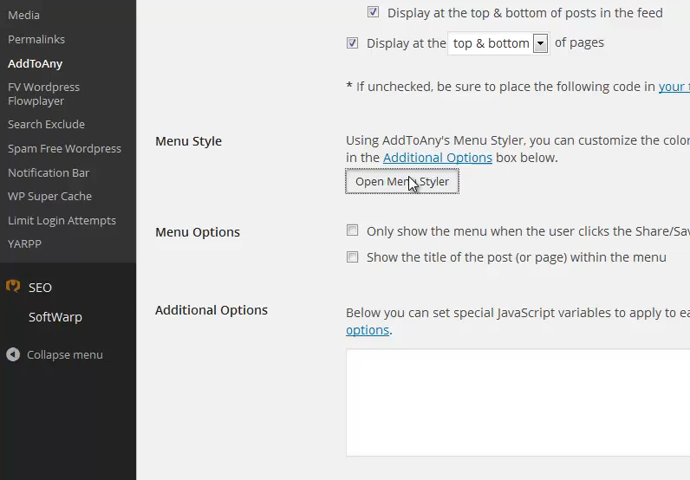 Media
Permalinks
AddToAny
FV Wordpress
Flowplayer
Search Exclude
Spam Free Wordpress
Notification Bar
WP Super Cache
Limit Login Attempts
YARPP
SEO
SoftWarp
Collapse menu
Display at the top & bottom of posts in the feed
Display at the top & bottom of pages
* If unchecked, be sure to place the following code in your
Menu Style
Using AddToAny's Menu Styler, you can customize the
in the Additional Options box below.
Open Menu Styler
Menu Options
Only show the menu when the user clicks the
Show the title of the post (or page) within the menu
Additional Options
Below you can set special JavaScript variables to apply to
options.